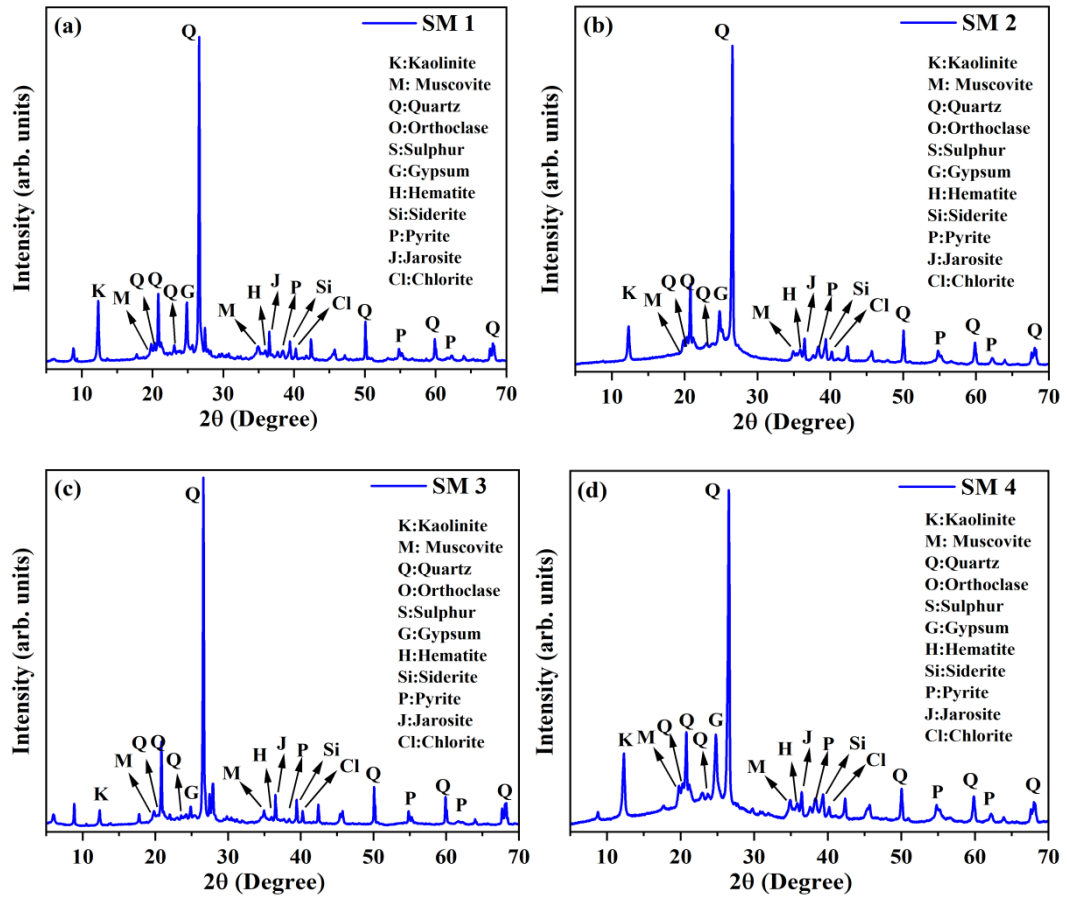 (a)
SM 1
Q
K:Kaolinite
M: Muscovite
Q:Quartz
O:Orthoclase
S:Sulphur
G:Gypsum
H:Hematite
Si:Siderite
P:Pyrite
J:Jarosite
Cl:Chlorite
K M Q Q Q G M H J P Si Cl Q P Q P Q
Intensity (arb. units)
10 20 30 40 50 60 70
2θ (Degree)
(b)
SM 2
Q
K:Kaolinite
M: Muscovite
Q:Quartz
O:Orthoclase
S:Sulphur
G:Gypsum
H:Hematite
Si:Siderite
P:Pyrite
J:Jarosite
Cl:Chlorite
K M Q Q Q G M H J P Si Cl Q P Q P Q
Intensity (arb. units)
10 20 30 40 50 60 70
2θ (Degree)
(c)
SM 3
Q
K:Kaolinite
M: Muscovite
Q:Quartz
O:Orthoclase
S:Sulphur
G:Gypsum
H:Hematite
Si:Siderite
P:Pyrite
J:Jarosite
Cl:Chlorite
K M Q Q Q G M H J P Si Cl Q P Q P Q
Intensity (arb. units)
10 20 30 40 50 60 70
2θ (Degree)
(d)
SM 4
Q
K:Kaolinite
M: Muscovite
Q:Quartz
O:Orthoclase
S:Sulphur
G:Gypsum
H:Hematite
Si:Siderite
P:Pyrite
J:Jarosite
Cl:Chlorite
K M Q Q Q G M H J P Si Cl Q P Q P Q
Intensity (arb. units)
10 20 30 40 50 60 70
2θ (Degree)